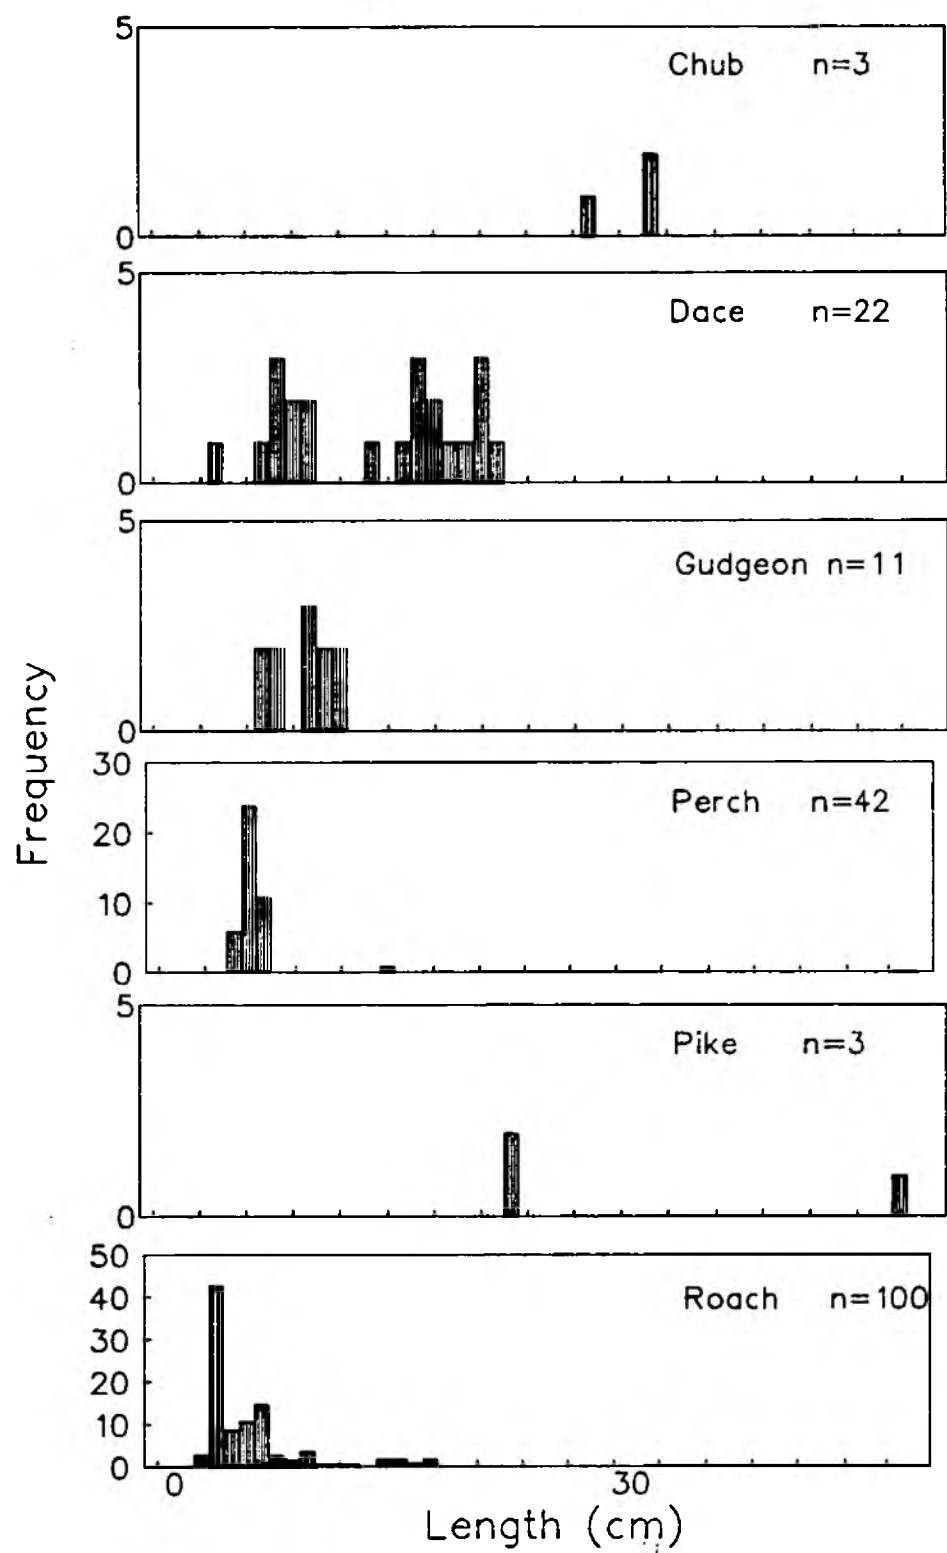 5
Chub n=3
0
5
Dace n=22
0
5
Gudgeon n=11
0
Frequency
30
Perch n=42
20
10
0
5
Pike n=3
0
50
Roach n=100
40
30
20
10
0
0 30
Length (cm)